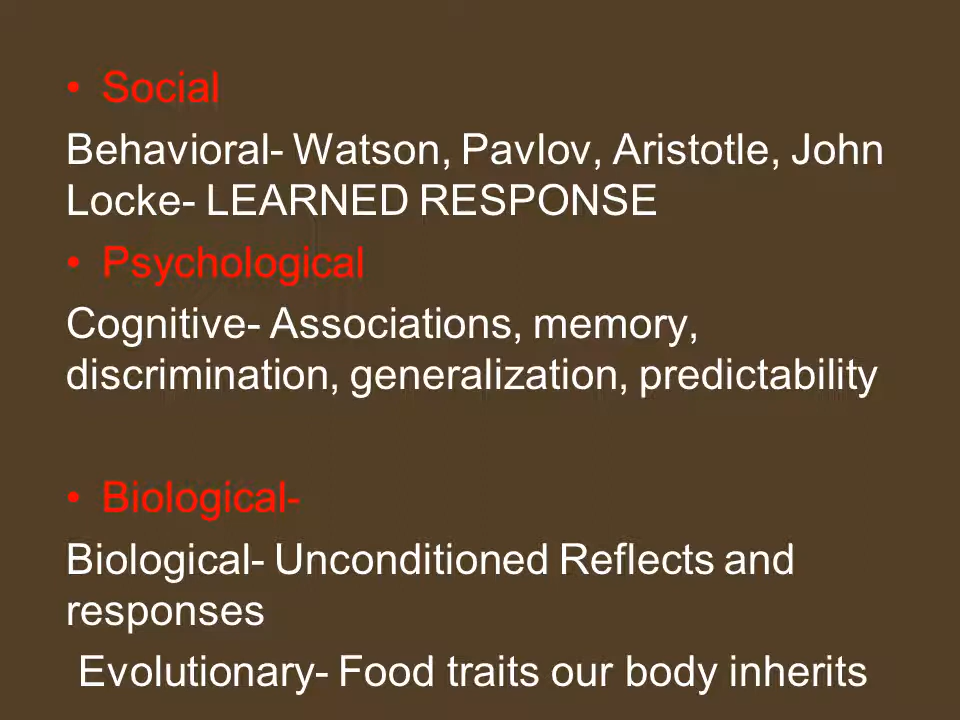 • Social
Behavioral- Watson, Pavlov, Aristotle, John
Locke- LEARNED RESPONSE
• Psychological
Cognitive- Associations, memory,
discrimination, generalization, predictability
• Biological-
Biological- Unconditioned Reflects and
responses
Evolutionary- Food traits our body inherits